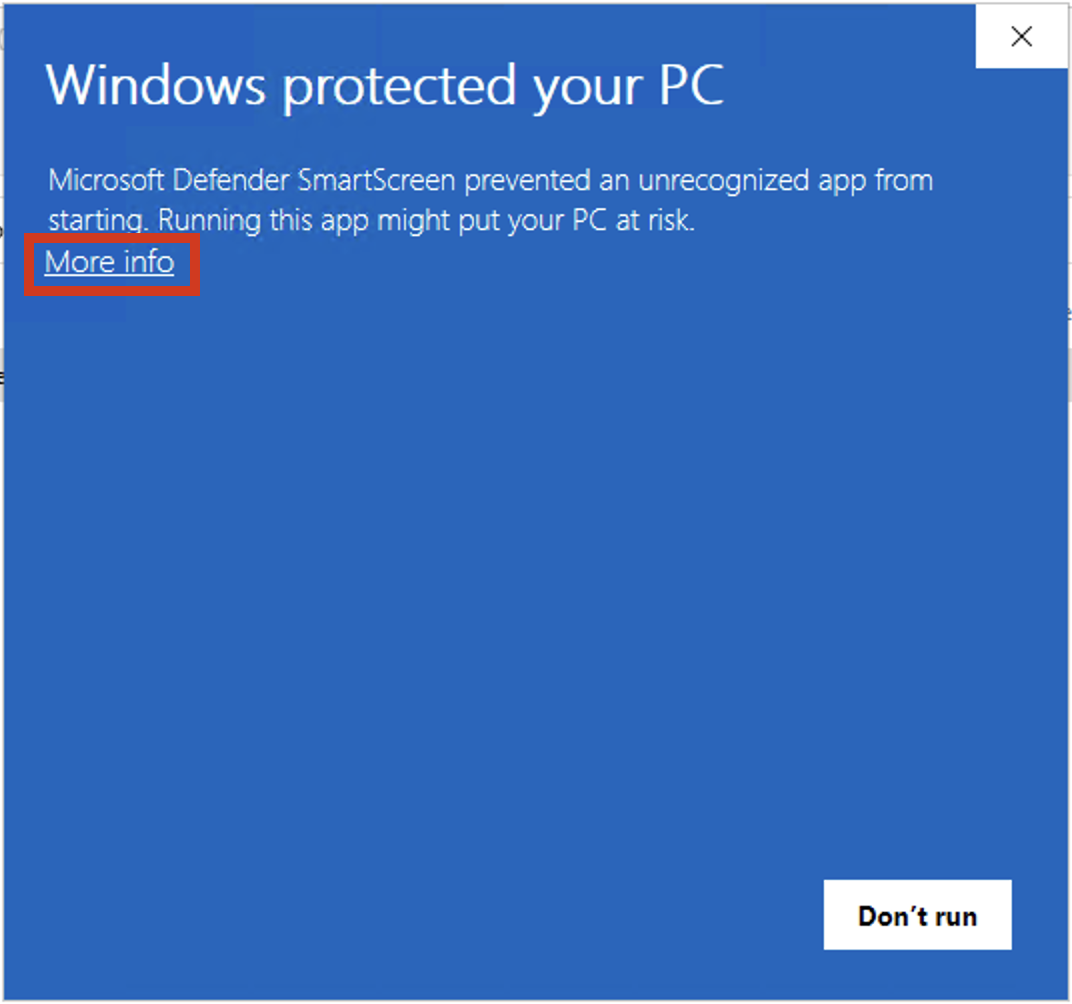 Windows protected your PC
Microsoft Defender SmartScreen prevented an unrecognized app from
starting. Running this app might put your PC at risk.
More info
Don't run